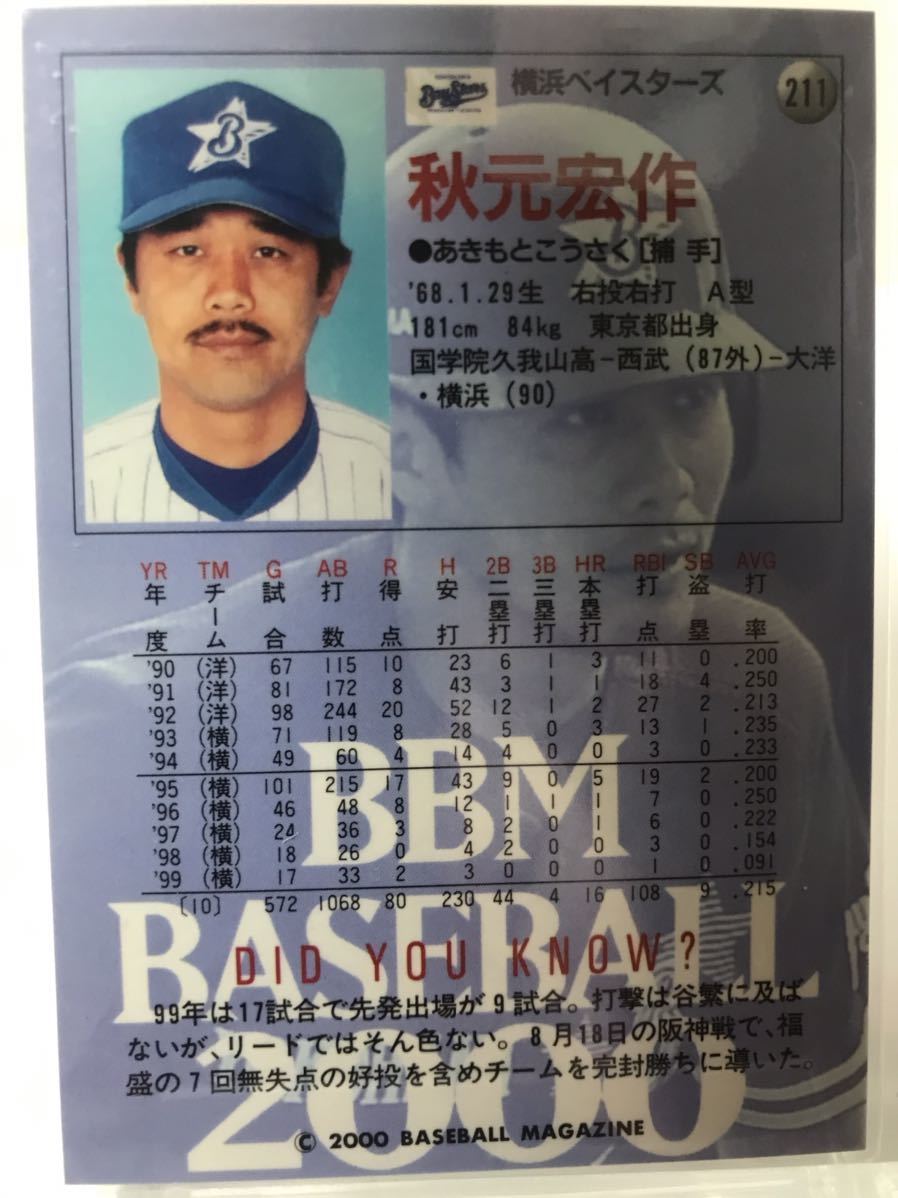 B
BayStars
横浜ベイスターズ
211
秋元宏作
●あきもとこうさく[捕 手]
'68.1.29生 右投右打 A型
181cm 84kg 東京都出身
国学院久我山高－西武 (87外)－大洋
・横浜 (90)
YR TM G AB R H 2B 3B HR RBI SB AVG
年度 チーム 試合 打数 得点 安打 二塁打 三塁打 本塁打 打点 盗塁 打率
'90 (洋) 67 115 10 23 6 1 3 11 0 .200
'91 (洋) 81 172 8 43 3 1 1 18 4 .250
'92 (洋) 98 244 20 52 12 1 2 27 2 .213
'93 (横) 71 119 8 28 5 0 3 13 1 .235
'94 (横) 49 60 4 14 4 0 0 3 0 .233
'95 (横) 101 215 17 43 9 0 5 19 2 .200
'96 (横) 46 48 8 12 1 1 1 7 0 .250
'97 (横) 24 36 3 8 2 0 1 6 0 .222
'98 (横) 18 26 0 4 2 0 0 3 0 .154
'99 (横) 17 33 2 3 0 0 0 1 0 .091
[10] 572 1068 80 230 44 4 16 108 9 .215
BBM
BASEBALL
2000
DID YOU KNOW?
99年は17試合で先発出場が9試合。打撃は谷繁に及ば
ないが、リードではそん色ない。8月18日の阪神戦で、福
盛の7回無失点の好投を含めチームを完封勝ちに導いた。
© 2000 BASEBALL MAGAZINE